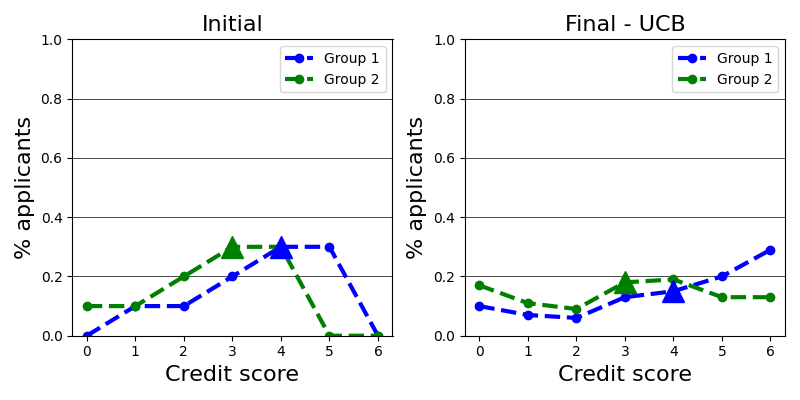 Initial
Final - UCB
% applicants
1.0
0.8
0.6
0.4
0.2
0.0
Group 1
Group 2
0 1 2 3 4 5 6
Credit score
% applicants
1.0
0.8
0.6
0.4
0.2
0.0
Group 1
Group 2
0 1 2 3 4 5 6
Credit score